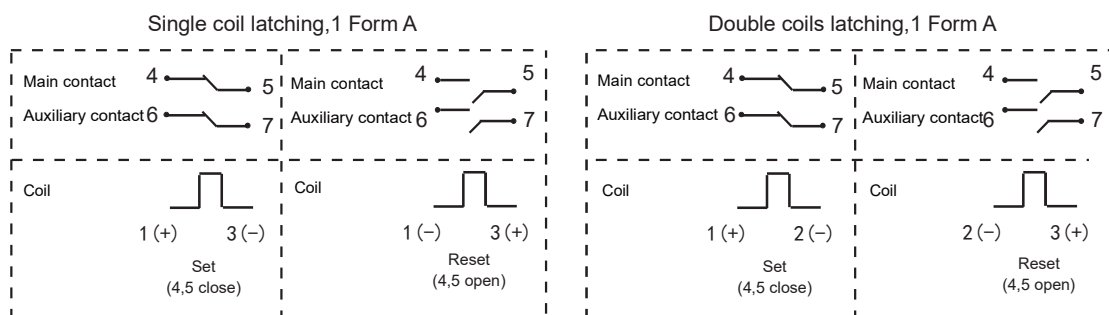 Single coil latching,1 Form A
Main contact 4 5
Auxiliary contact 6 7
Coil
1(+) 3(−)
Set
(4,5 close)
Main contact 4 5
Auxiliary contact 6 7
Coil
1(−) 3(+)
Reset
(4,5 open)
Double coils latching,1 Form A
Main contact 4 5
Auxiliary contact 6 7
Coil
1(+) 2(−)
Set
(4,5 close)
Main contact 4 5
Auxiliary contact 6 7
Coil
2(−) 3(+)
Reset
(4,5 open)